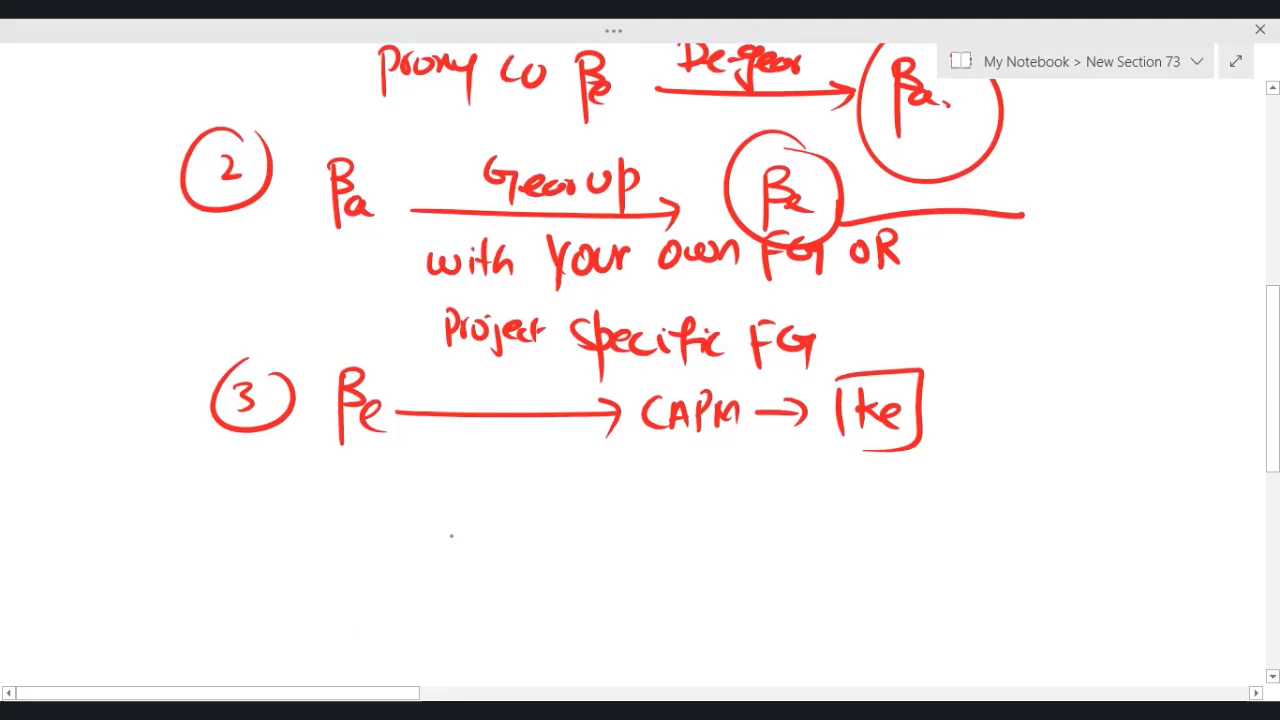 My Notebook > New Section 73
Proxy co βe De-gear βa.
2 βa Gear up βe
with Your own FG OR
Project Specific FG
3 βe CAPM → ke